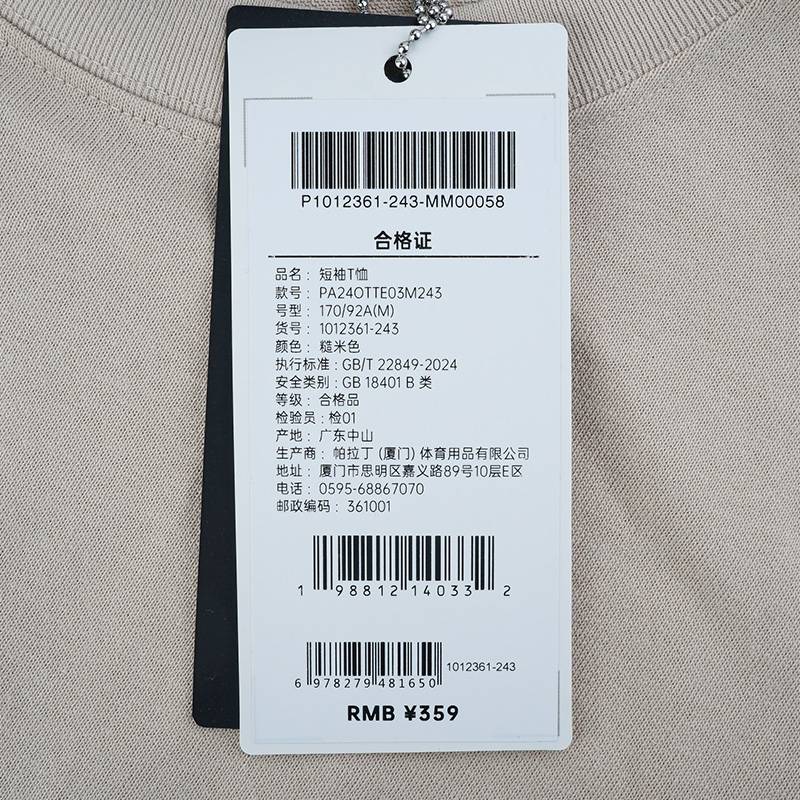 P1012361-243-MM00058
合格证
品名： 短袖T恤
款号： PA24OTTE03M243
号型： 170/92A(M)
货号： 1012361-243
颜色： 糙米色
执行标准：GB/T 22849-2024
安全类别：GB 18401 B 类
等级： 合格品
检验员：检01
产地： 广东中山
生产商： 帕拉丁 (厦门) 体育用品有限公司
地址： 厦门市思明区嘉义路89号10层E区
电话： 0595-68867070
邮政编码： 361001
1 98812 14033 2
6 978279 481650
1012361-243
RMB ¥359